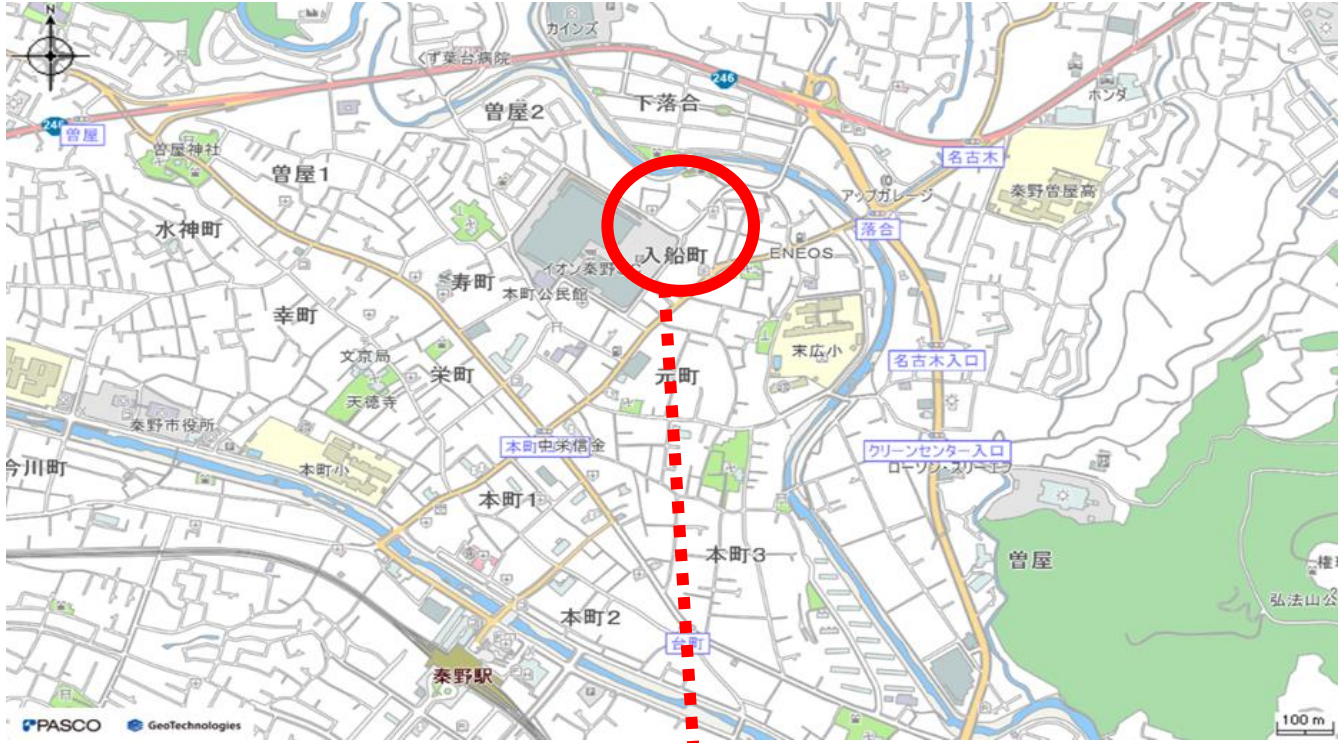 N
カインズ
くず葉台病院
246
ホンダ
曽屋2
下落合
246
曽屋
曽屋神社
名古木
曽屋1
秦野曽屋高
アップガレージ
水神町
落合
入船町
ENEOS
イオン秦野
寿町
本町公民館
幸町
末広小
文京局
元町
名古木入口
栄町
天徳寺
秦野市役所
本町
中栄信金
クリーンセンター入口
ローソン・スリーエフ
今川町
本町小
本町1
本町3
曽屋
弘法山公
本町2
台町
秦野駅
PASCO
GeoTechnologies
100 m